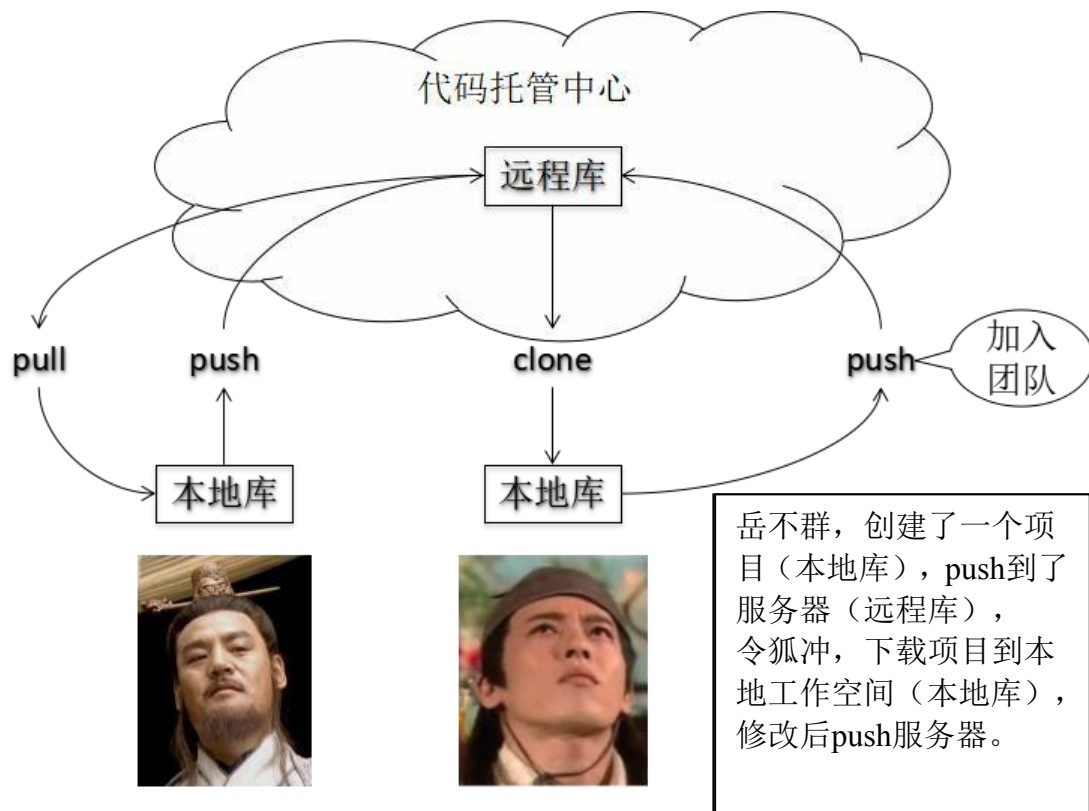 代码托管中心
远程库
pull
push
clone
push
加入
团队
本地库
本地库
岳不群，创建了一个项
目（本地库），push到了
服务器（远程库），
令狐冲，下载项目到本
地工作空间（本地库），
修改后push服务器。